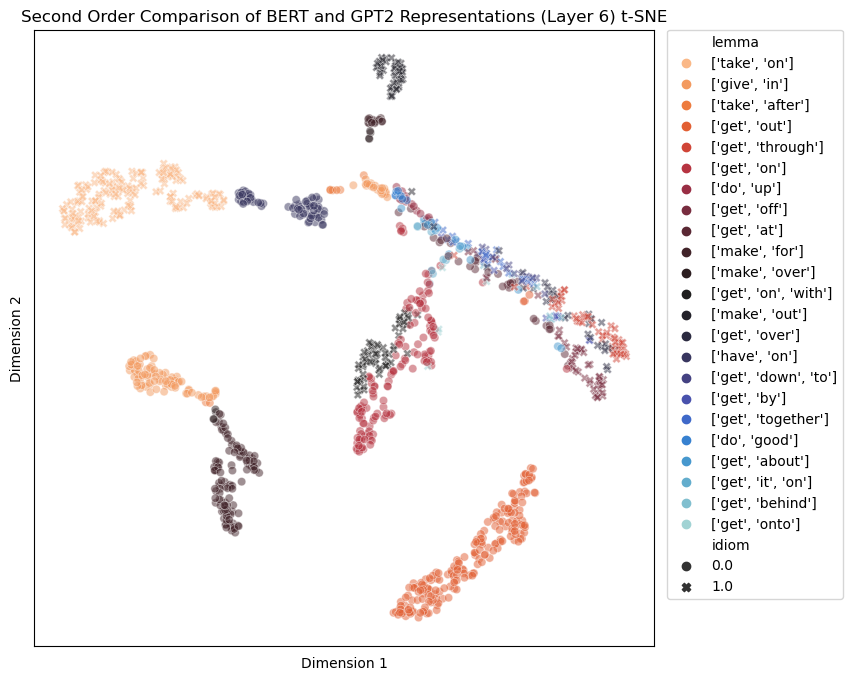 Second Order Comparison of BERT and GPT2 Representations (Layer 6) t-SNE
Dimension 2
Dimension 1
lemma
['take', 'on']
['give', 'in']
['take', 'after']
['get', 'out']
['get', 'through']
['get', 'on']
['do', 'up']
['get', 'off']
['get', 'at']
['make', 'for']
['make', 'over']
['get', 'on', 'with']
['make', 'out']
['get', 'over']
['have', 'on']
['get', 'down', 'to']
['get', 'by']
['get', 'together']
['do', 'good']
['get', 'about']
['get', 'it', 'on']
['get', 'behind']
['get', 'onto']
idiom
0.0
1.0